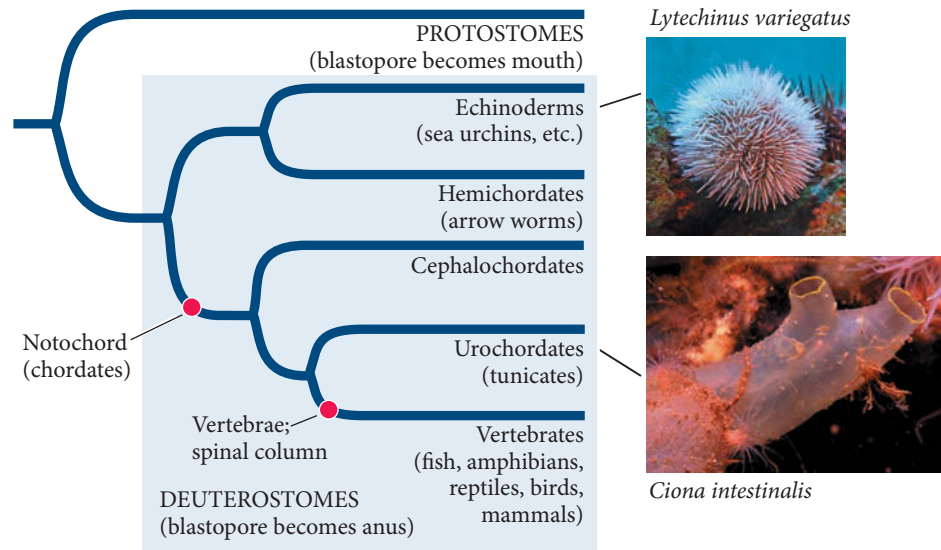 PROTOSTOMES
(blastopore becomes mouth)
Echinoderms
(sea urchins, etc.)
Hemichordates
(arrow worms)
Cephalochordates
Notochord
(chordates)
Urochordates
(tunicates)
Vertebrae;
spinal column
Vertebrates
(fish, amphibians,
reptiles, birds,
mammals)
DEUTEROSTOMES
(blastopore becomes anus)
Lytechinus variegatus
Ciona intestinalis